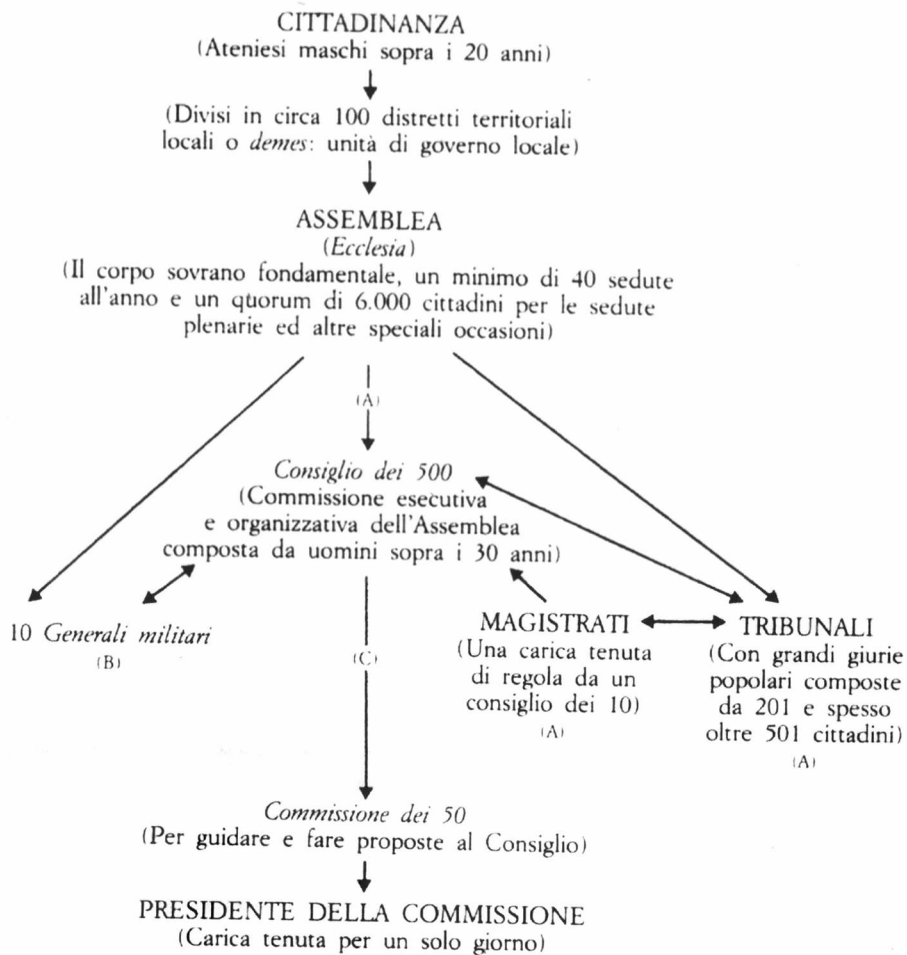 CITTADINANZA
(Ateniesi maschi sopra i 20 anni)
(Divisi in circa 100 distretti territoriali
locali o demes: unità di governo locale)
ASSEMBLEA
(Ecclesia)
(Il corpo sovrano fondamentale, un minimo di 40 sedute
all'anno e un quorum di 6.000 cittadini per le sedute
plenarie ed altre speciali occasioni)
(A)
Consiglio dei 500
(Commissione esecutiva
e organizzativa dell'Assemblea
composta da uomini sopra i 30 anni)
10 Generali militari
(B)
(C)
MAGISTRATI
(Una carica tenuta
di regola da un
consiglio dei 10)
(A)
TRIBUNALI
(Con grandi giurie
popolari composte
da 201 e spesso
oltre 501 cittadini)
(A)
Commissione dei 50
(Per guidare e fare proposte al Consiglio)
PRESIDENTE DELLA COMMISSIONE
(Carica tenuta per un solo giorno)